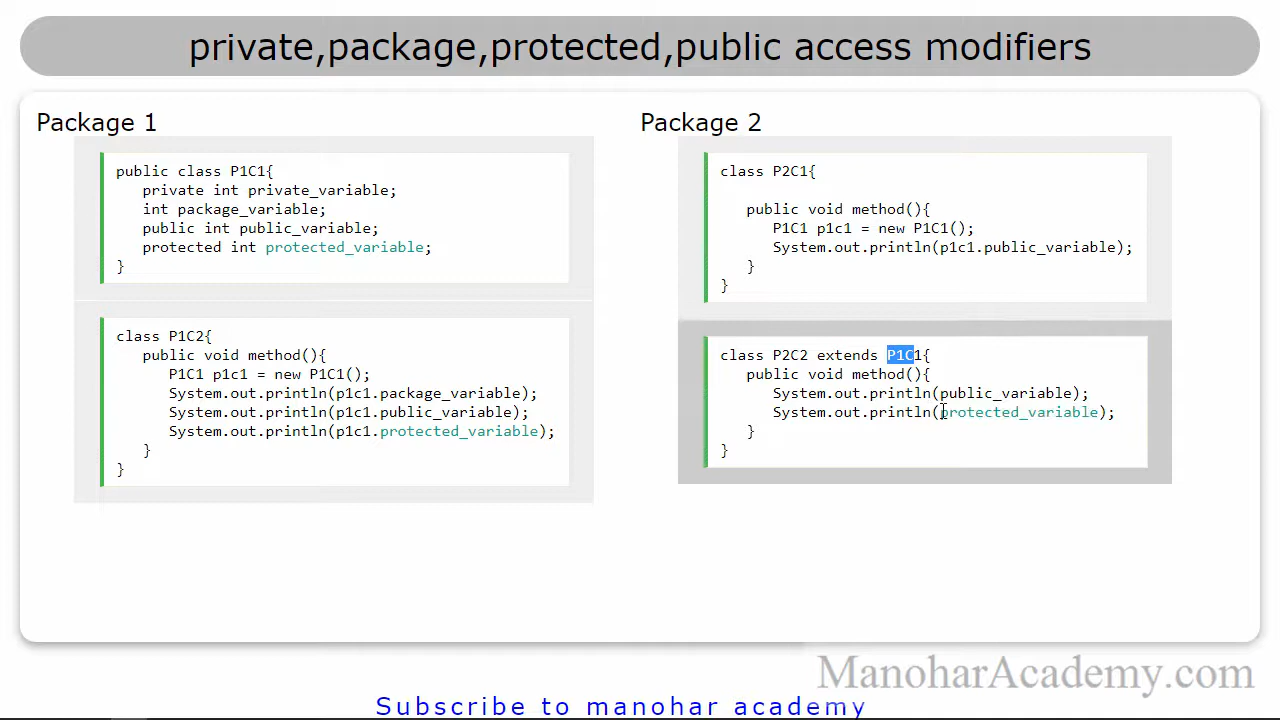 private,package,protected,public access modifiers
Package 1
public class P1C1{
private int private_variable;
int package_variable;
public int public_variable;
protected int protected_variable;
}
class P1C2{
public void method(){
P1C1 p1c1 = new P1C1();
System.out.println(p1c1.package_variable);
System.out.println(p1c1.public_variable);
System.out.println(p1c1.protected_variable);
}
}
Package 2
class P2C1{
public void method(){
P1C1 p1c1 = new P1C1();
System.out.println(p1c1.public_variable);
}
}
class P2C2 extends P1C1{
public void method(){
System.out.println(public_variable);
System.out.println(protected_variable);
}
}
ManoharAcademy.com
Subscribe to manohar academy